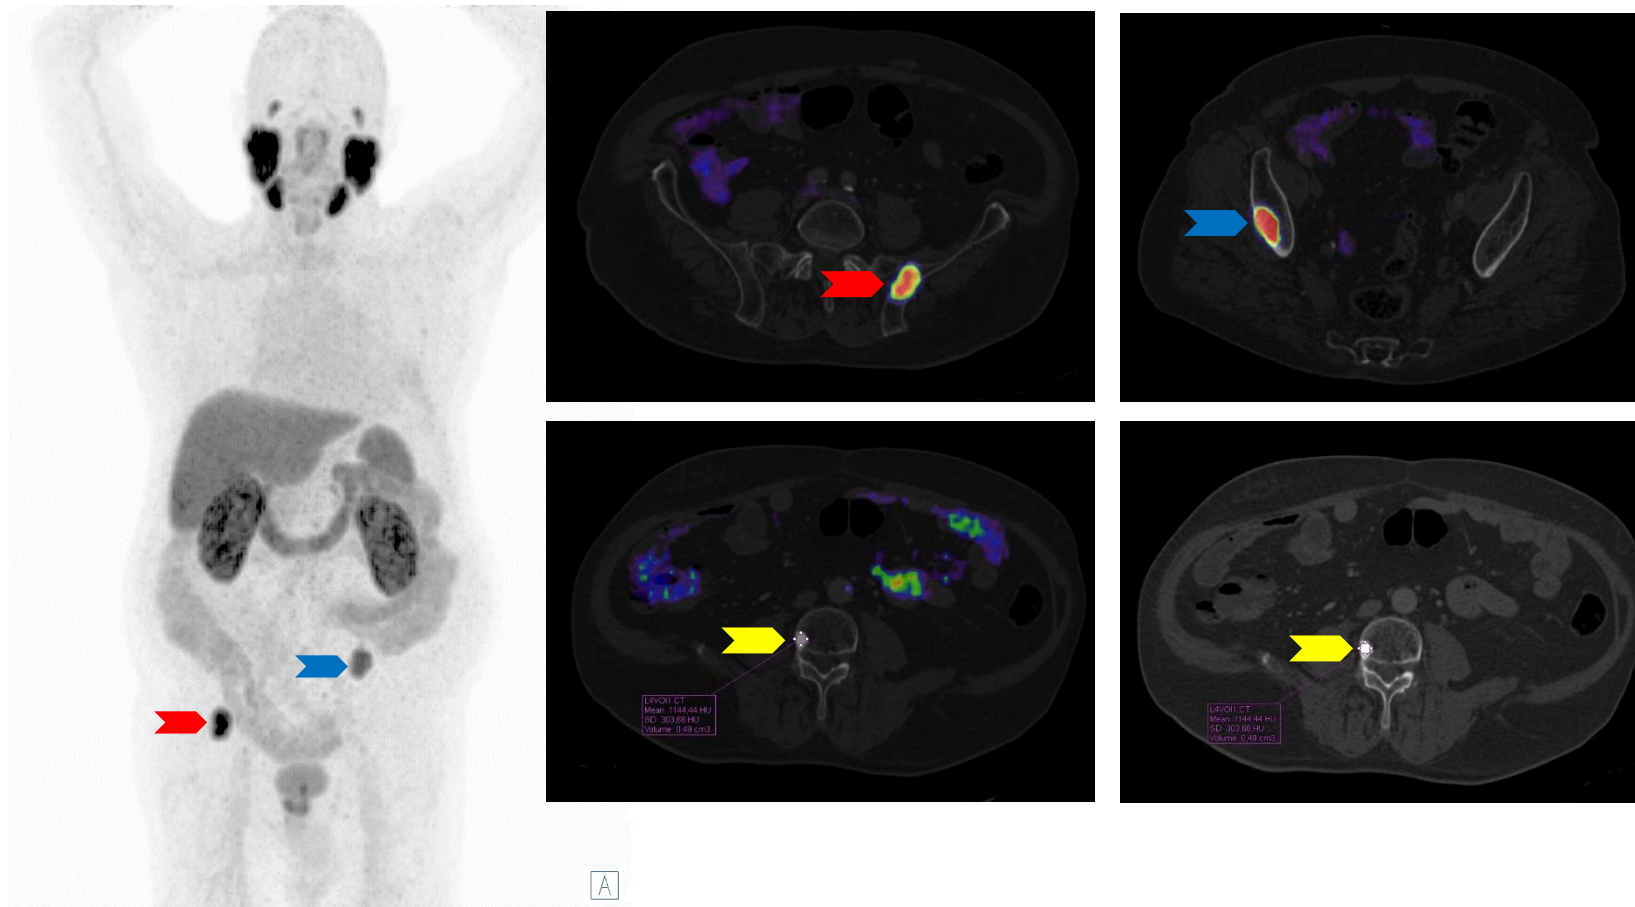 L4VOI1 CT
Mean: 1144,44 HU
SD: 303,66 HU
Volume: 0,49 cm3
L4VOI1 CT
Mean: 1144,44 HU
SD: 303,66 HU
Volume: 0,49 cm3
A